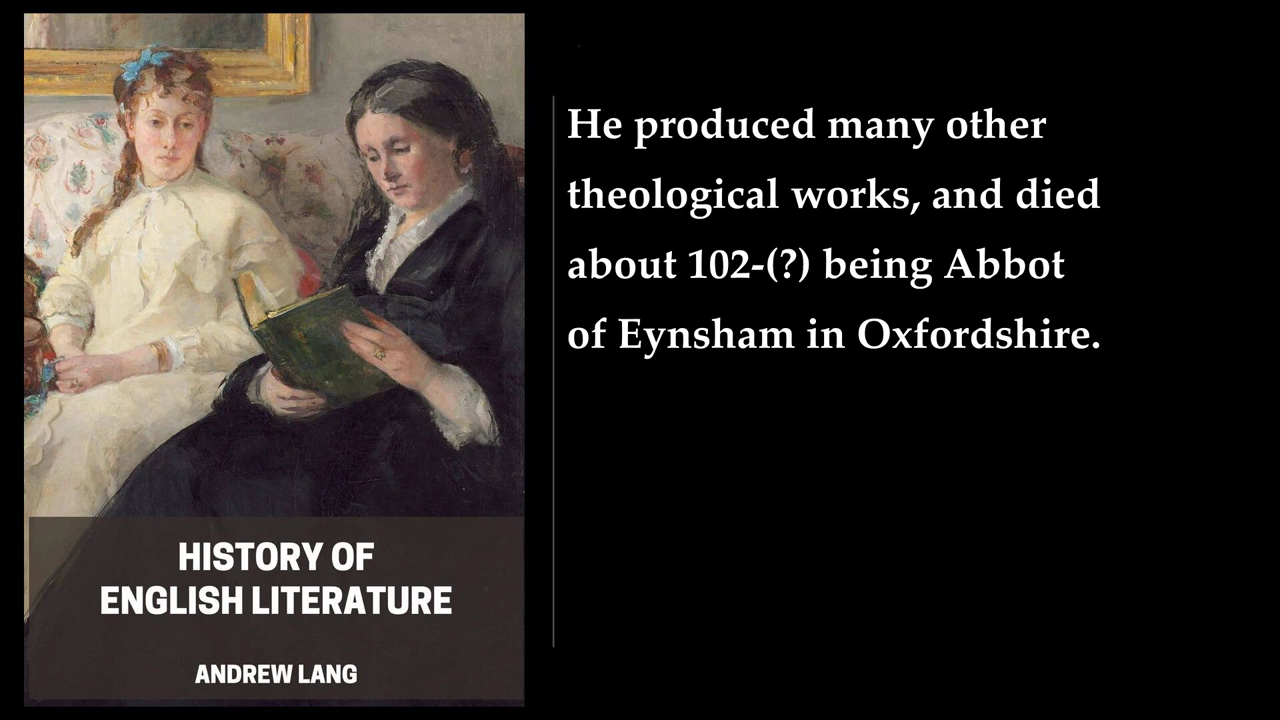 HISTORY OF
ENGLISH LITERATURE
ANDREW LANG
He produced many other
theological works, and died
about 102-(?) being Abbot
of Eynsham in Oxfordshire.